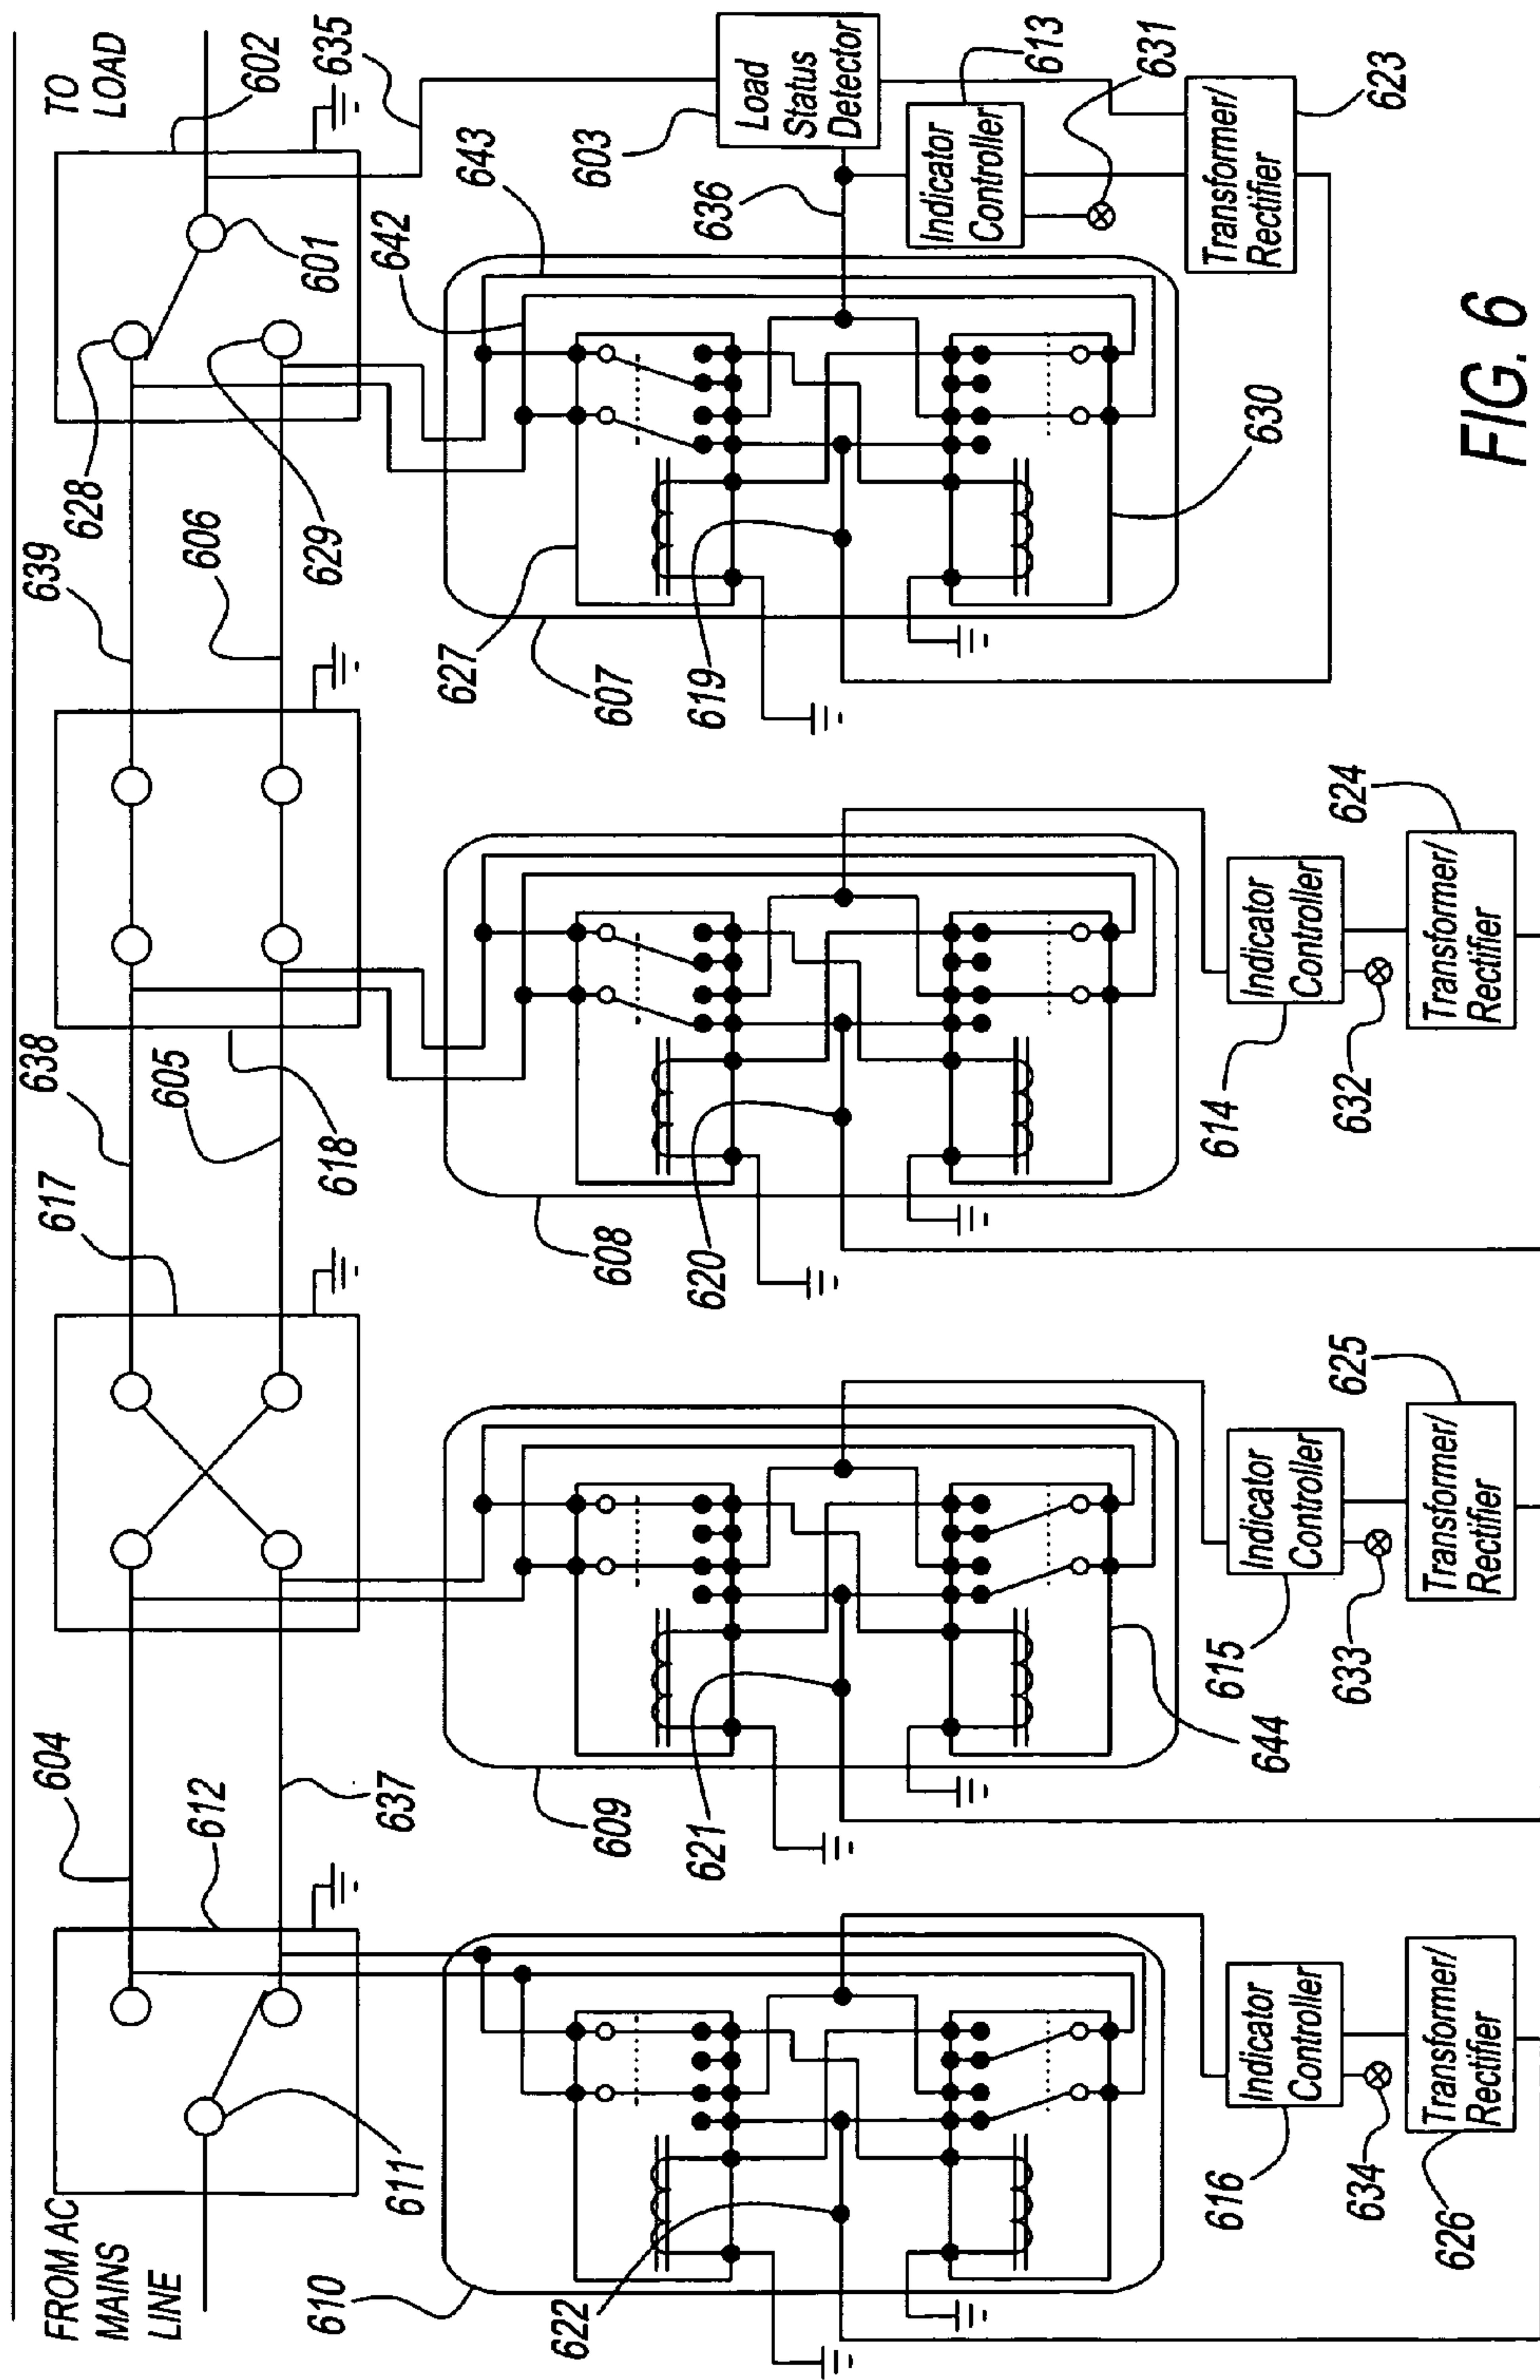 FROM AC
MAINS
LINE
TO
LOAD
604
612
637
611
617
638
605
618
639
628
606
629
602
635
601
642
643
610
622
609
621
644
608
620
627
607
619
636
630
603
Load
Status
Detector
613
Indicator
Controller
631
Transformer/
Rectifier
623
616
Indicator
Controller
634
Transformer/
Rectifier
626
615
Indicator
Controller
633
Transformer/
Rectifier
625
614
Indicator
Controller
632
Transformer/
Rectifier
624
FIG. 6